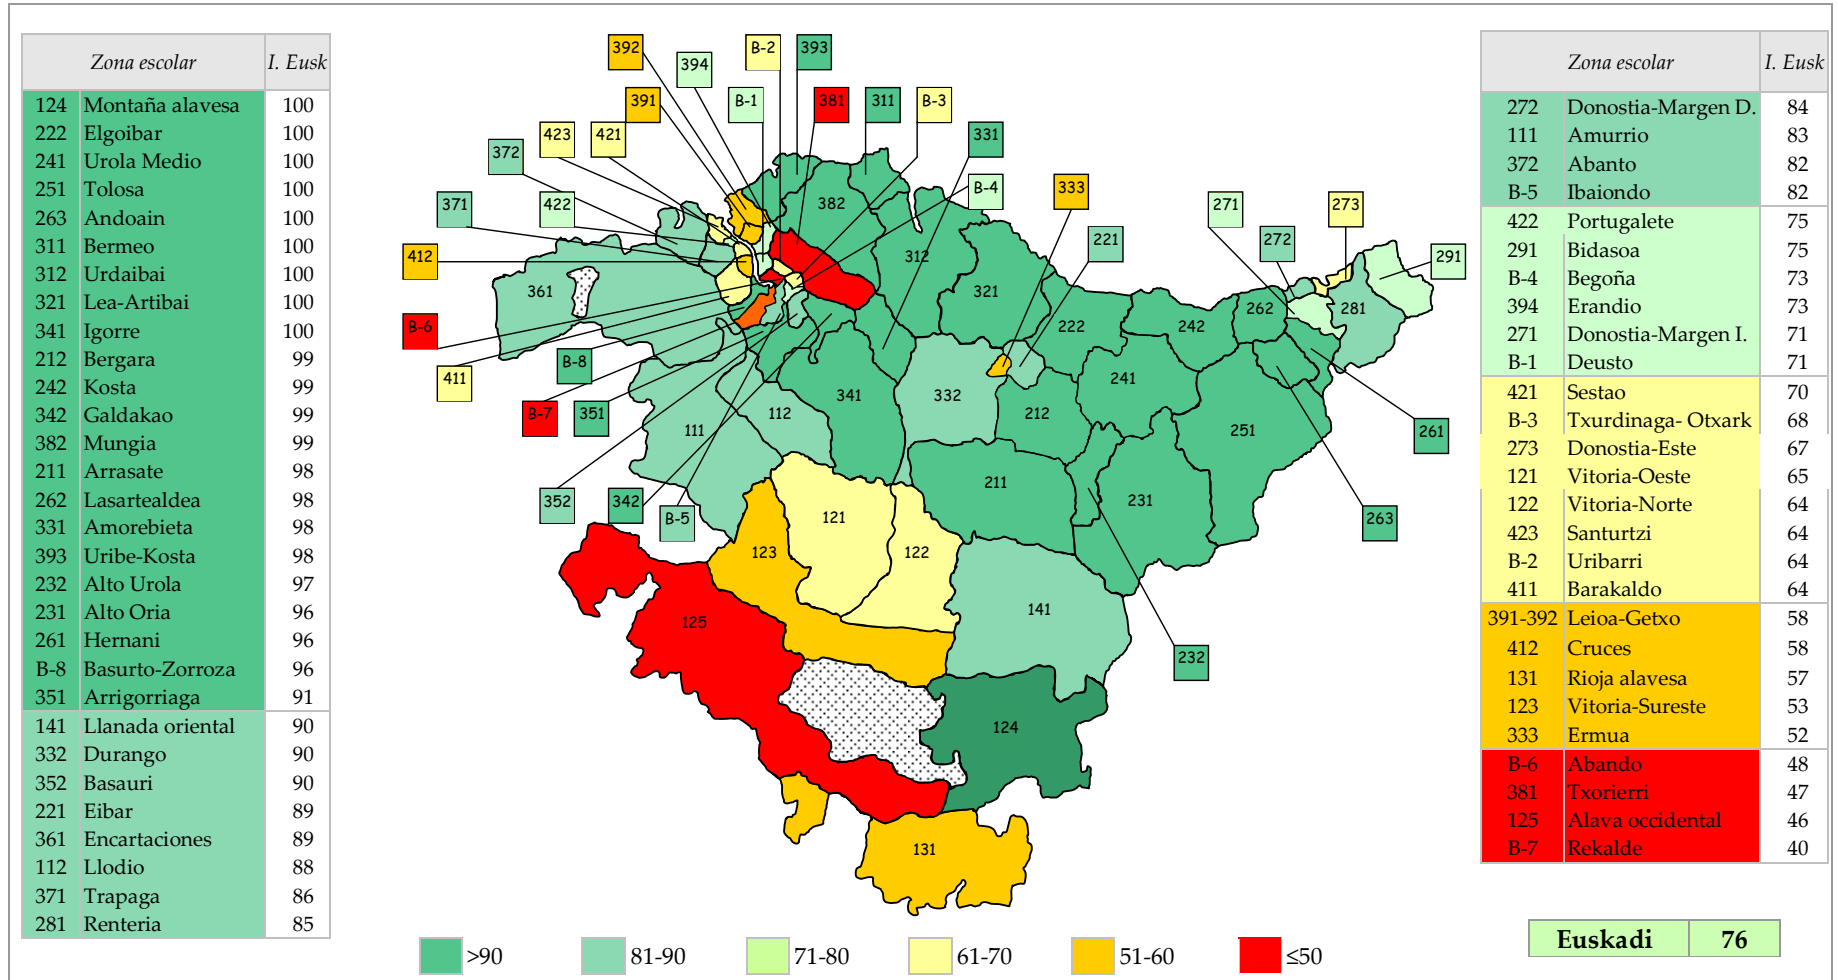 Zona escolar I. Eusk
124 Montaña alavesa 100
222 Elgoibar 100
241 Urola Medio 100
251 Tolosa 100
263 Andoain 100
311 Bermeo 100
312 Urdaibai 100
321 Lea-Artibai 100
341 Igorre 100
212 Bergara 99
242 Kosta 99
342 Galdakao 99
382 Mungia 99
211 Arrasate 98
262 Lasartealdea 98
331 Amorebieta 98
393 Uribe-Kosta 98
232 Alto Urola 97
231 Alto Oria 96
261 Hernani 96
B-8 Basurto-Zorroza 96
351 Arrigorriaga 91
141 Llanada oriental 90
332 Durango 90
352 Basauri 90
221 Eibar 89
361 Encartaciones 89
112 Llodio 88
371 Trapaga 86
281 Renteria 85
392
394
B-2
393
391
B-1
381
311
B-3
423
421
331
372
371
422
382
B-4
333
271
273
221
272
291
412
312
361
321
281
222
242
262
B-6
B-8
411
241
B-7
351
341
332
212
112
111
251
261
211
231
352
342
B-5
121
263
123
122
141
125
232
124
131
Zona escolar I. Eusk
272 Donostia-Margen D. 84
111 Amurrio 83
372 Abanto 82
B-5 Ibaiondo 82
422 Portugalete 75
291 Bidasoa 75
B-4 Begoña 73
394 Erandio 73
271 Donostia-Margen I. 71
B-1 Deusto 71
421 Sestao 70
B-3 Txurdinaga- Otxark 68
273 Donostia-Este 67
121 Vitoria-Oeste 65
122 Vitoria-Norte 64
423 Santurtzi 64
B-2 Uribarri 64
411 Barakaldo 64
391-392 Leioa-Getxo 58
412 Cruces 58
131 Rioja alavesa 57
123 Vitoria-Sureste 53
333 Ermua 52
B-6 Abando 48
381 Txorierri 47
125 Alava occidental 46
B-7 Rekalde 40
Euskadi 76
>90 81-90 71-80 61-70 51-60 ≤50